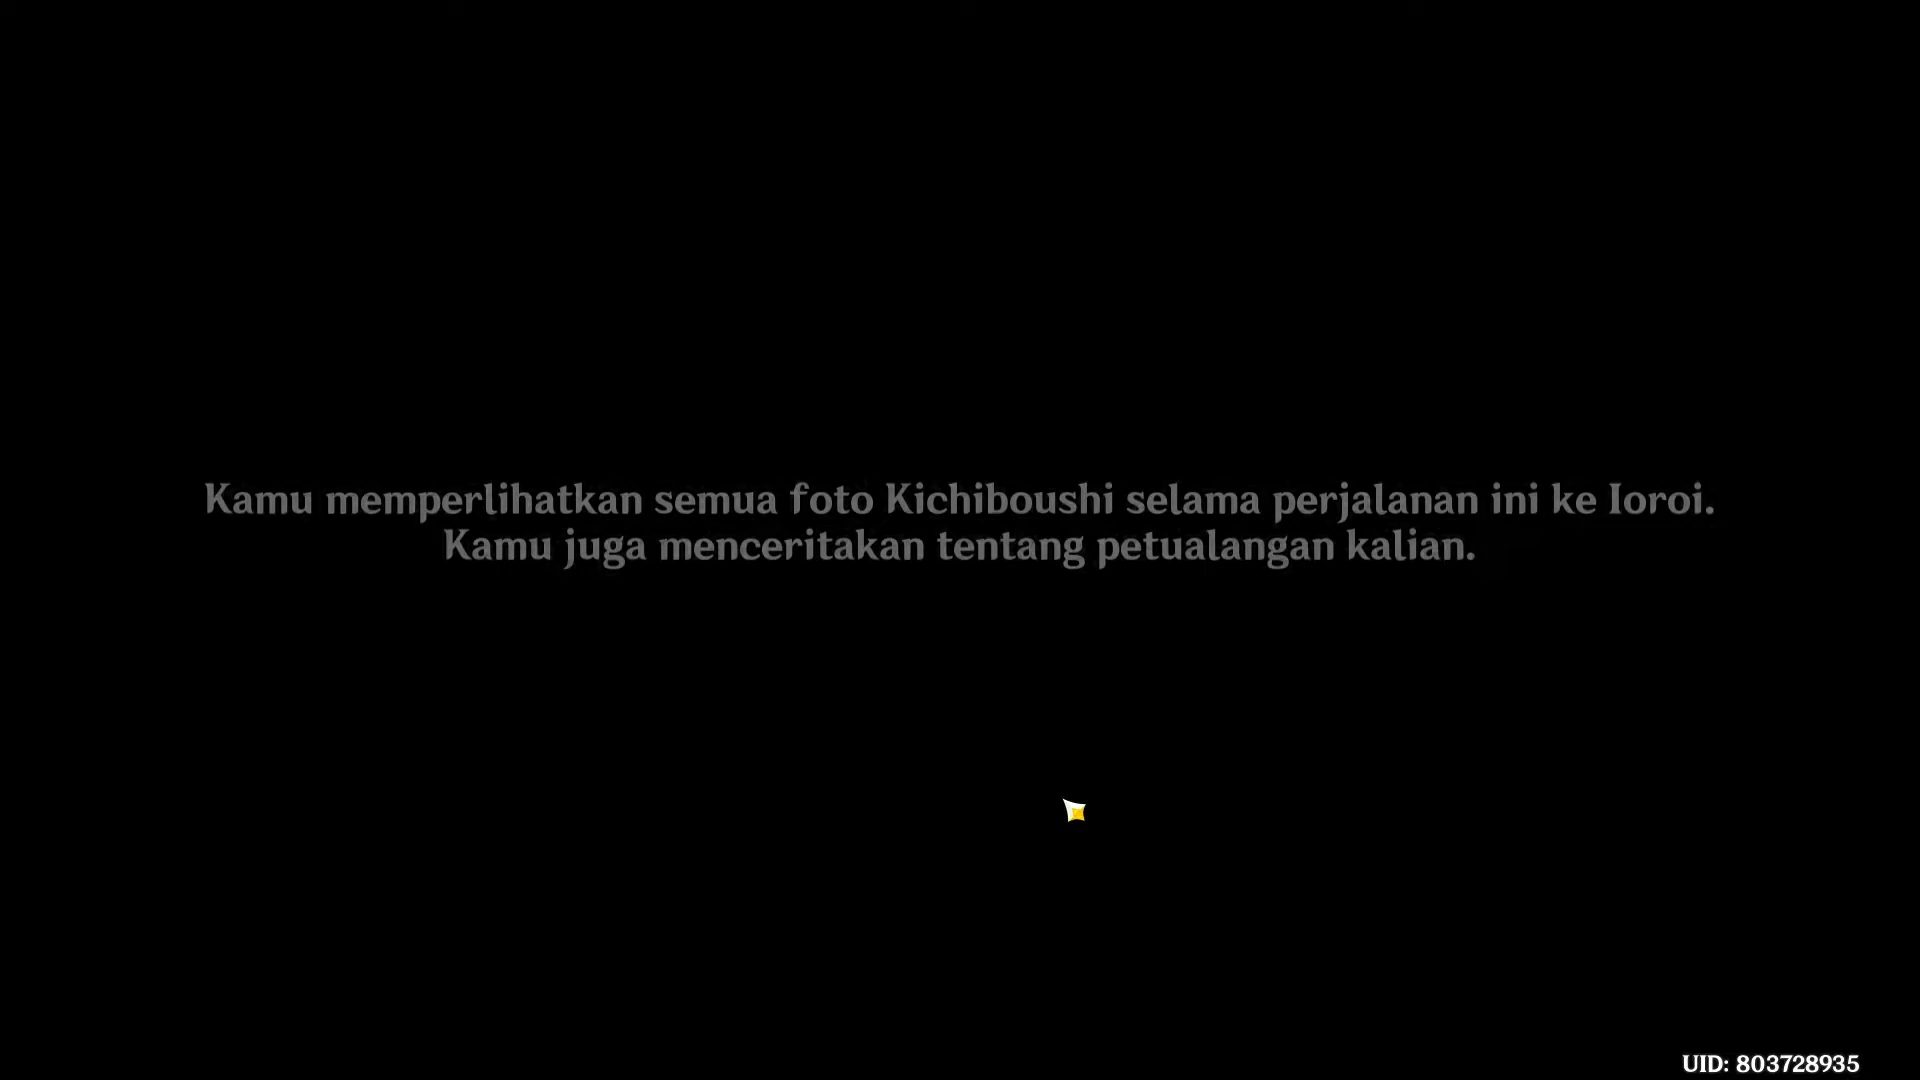 Kamu memperlihatkan semua foto Kichiboushi selama perjalanan ini ke Ioroi.
Kamu juga menceritakan tentang petualangan kalian.
UID: 803728935